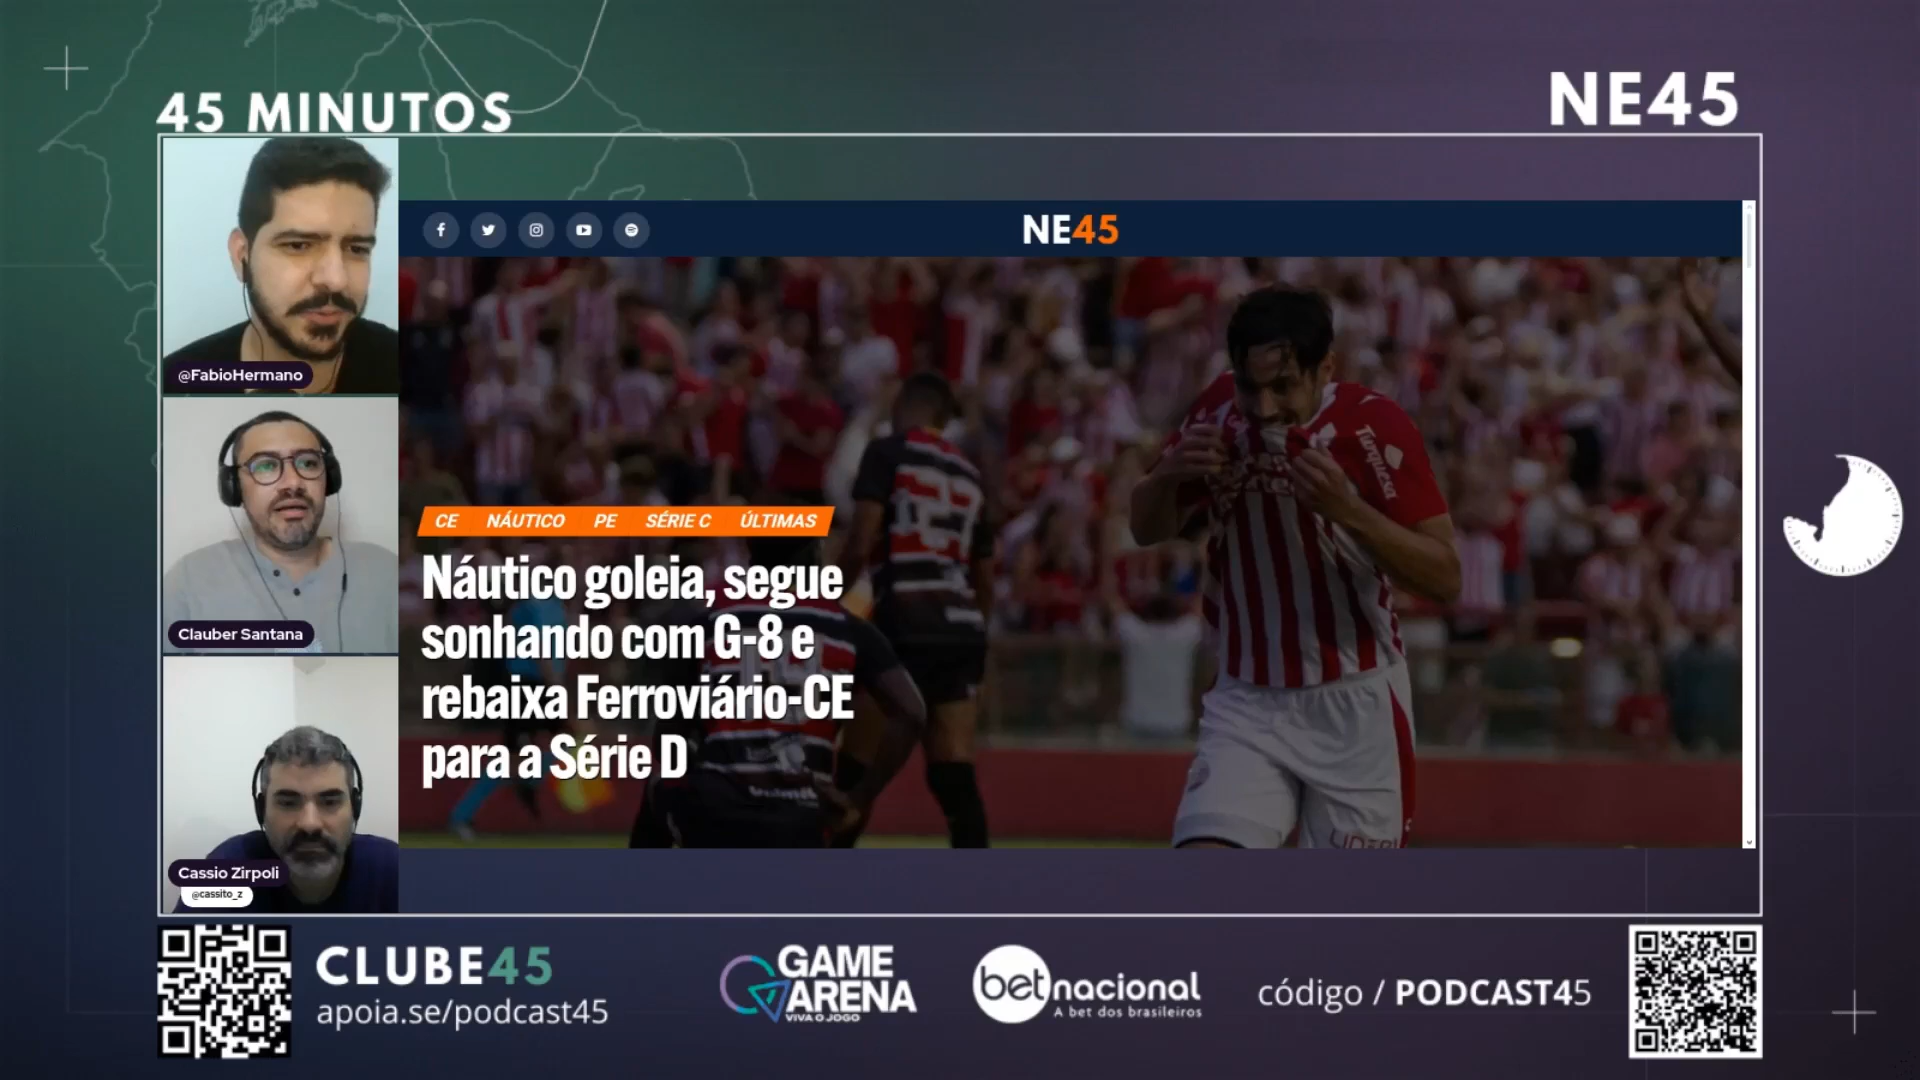 45 MINUTOS
NE45
NE45
@FabioHermano
Clauber Santana
Cassio Zirpoli
@cassito_z
CE NÁUTICO PE SÉRIE C ÚLTIMAS
Náutico goleia, segue
sonhando com G-8 e
rebaixa Ferroviário-CE
para a Série D
Turquesa
CLUBE45
apoia.se/podcast45
GAME
ARENA
VIVA O JOGO
betnacional
A bet dos brasileiros
código / PODCAST45